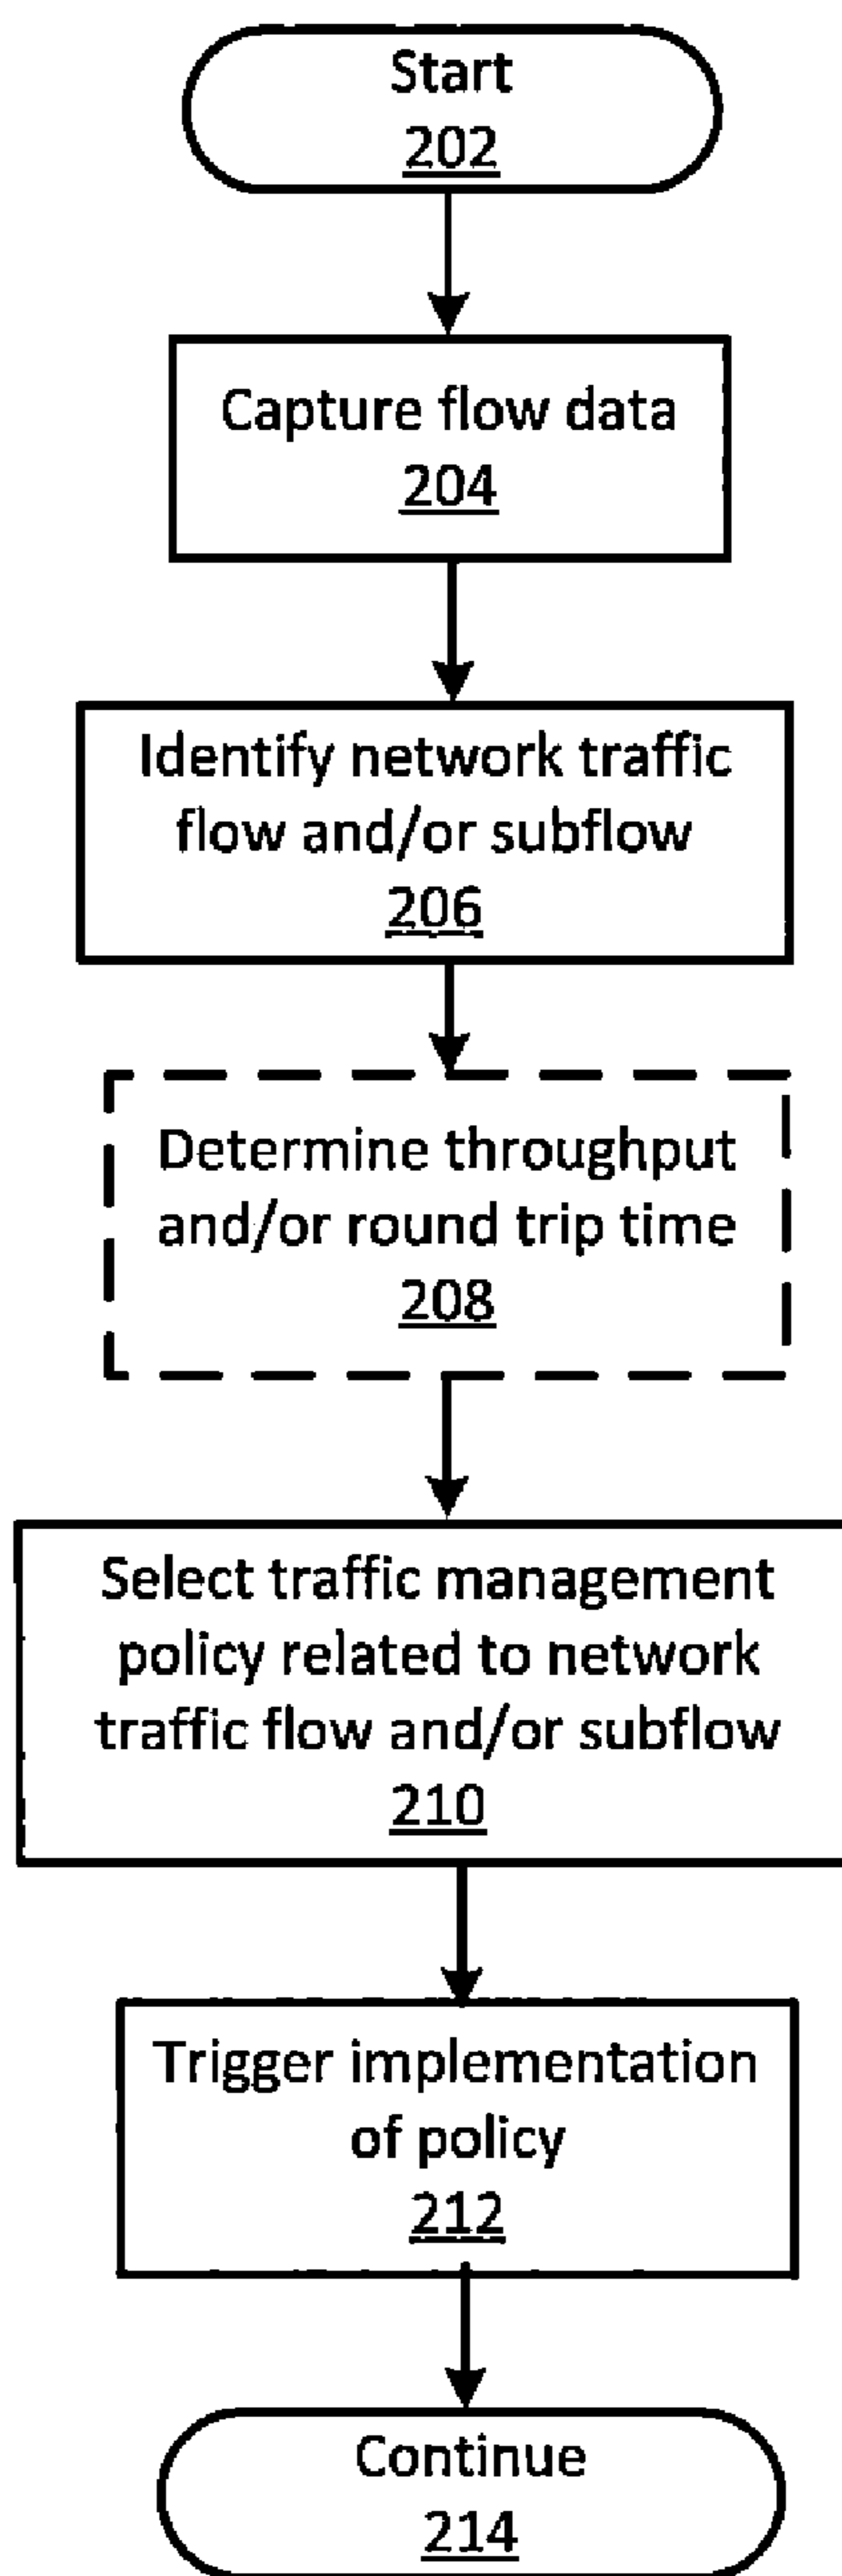 Start
202
Capture flow data
204
Identify network traffic
flow and/or subflow
206
Determine throughput
and/or round trip time
208
Select traffic management
policy related to network
traffic flow and/or subflow
210
Trigger implementation
of policy
212
Continue
214